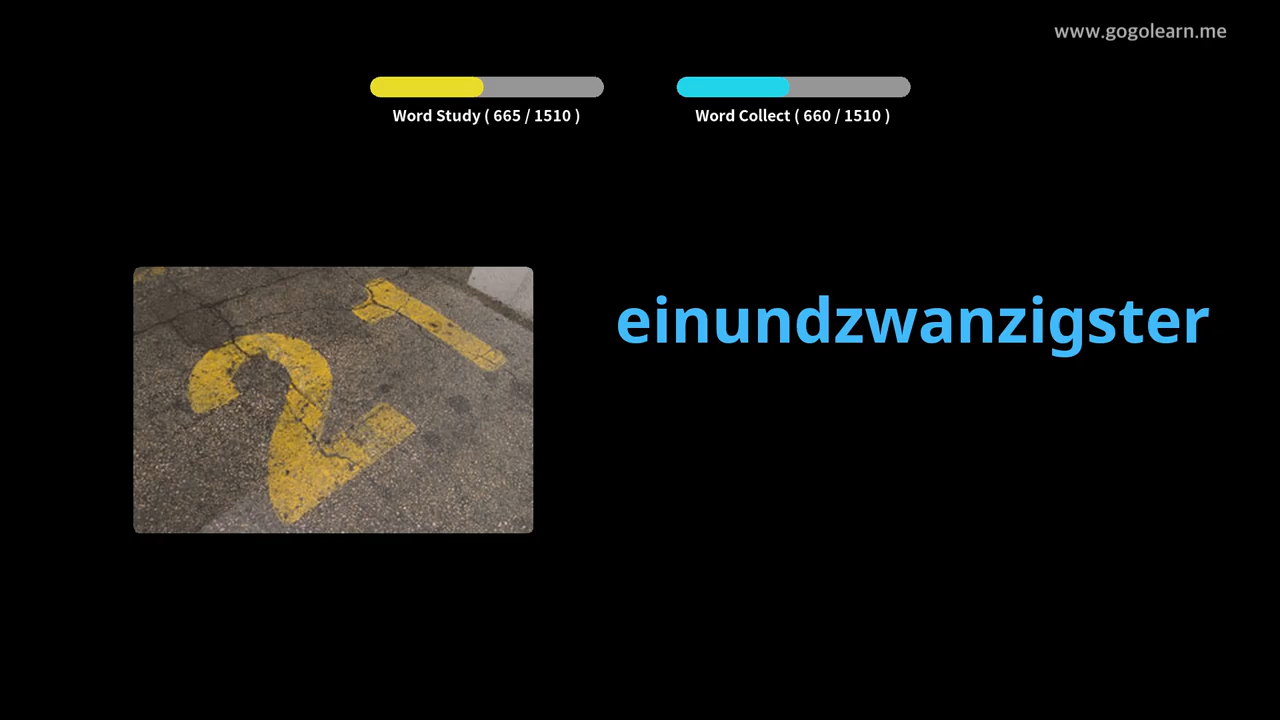 www.gogolearn.me
Word Study ( 665 / 1510 )
Word Collect ( 660 / 1510 )
21
einundzwanzigster